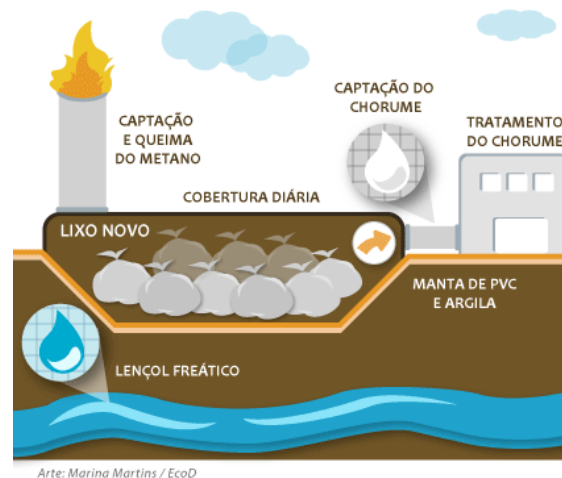 CAPTAÇÃO
E QUEIMA
DO METANO
CAPTAÇÃO DO
CHORUME
TRATAMENTO
DO CHORUME
COBERTURA DIÁRIA
LIXO NOVO
MANTA DE PVC
E ARGILA
LENÇOL FREÁTICO
Arte: Marina Martins / EcoD